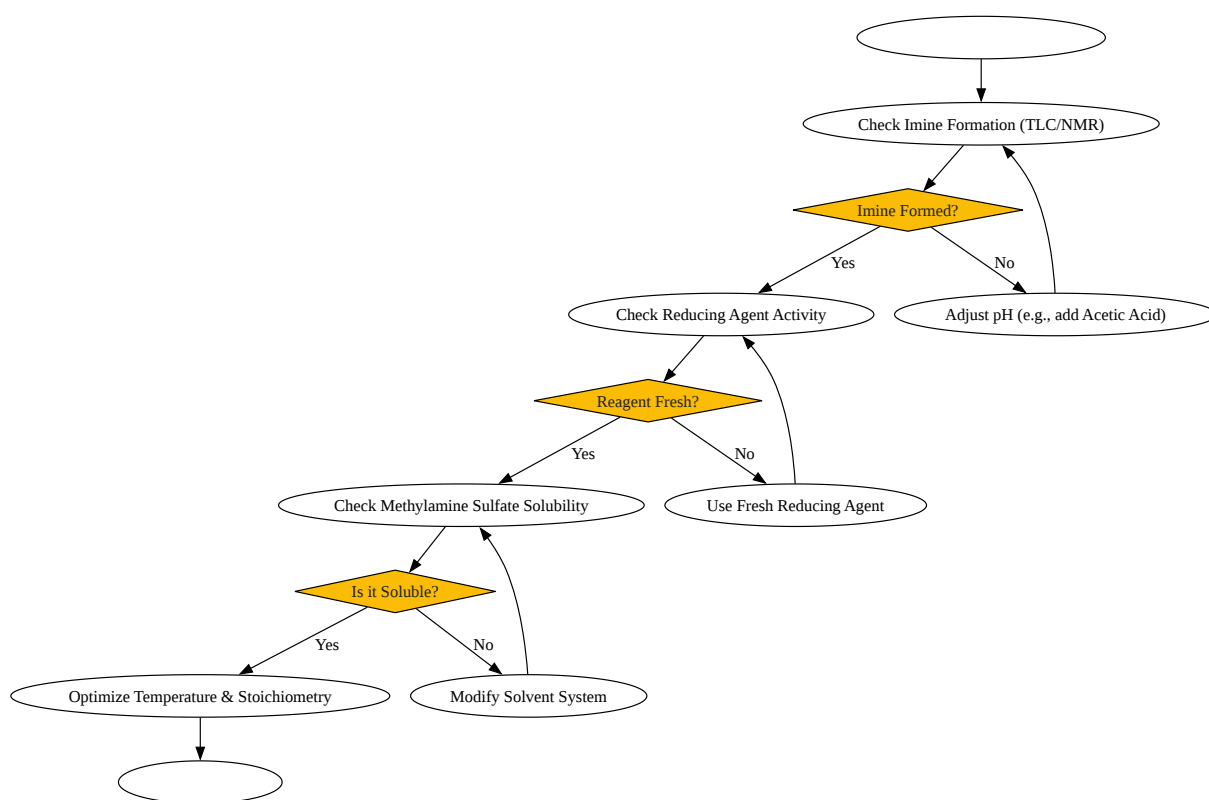 Check Imine Formation (TLC/NMR)
Imine Formed?
Yes
No
Check Reducing Agent Activity
Adjust pH (e.g., add Acetic Acid)
Reagent Fresh?
Yes
No
Check Methylamine Sulfate Solubility
Use Fresh Reducing Agent
Is it Soluble?
Yes
No
Optimize Temperature & Stoichiometry
Modify Solvent System